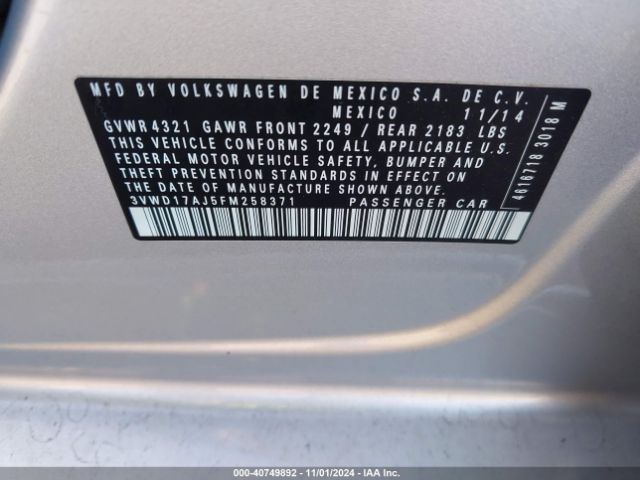 MFD BY VOLKSWAGEN DE MEXICO S.A. DE C.V.
MEXICO 11/14
GVWR 4321 GAWR FRONT 2249 / REAR 2183 LBS
THIS VEHICLE CONFORMS TO ALL APPLICABLE U.S.
FEDERAL MOTOR VEHICLE SAFETY, BUMPER AND
THEFT PREVENTION STANDARDS IN EFFECT ON
THE DATE OF MANUFACTURE SHOWN ABOVE.
3VWD17AJ5FM258371 PASSENGER CAR
4616718 3018 M
000-40749892 - 11/01/2024 - IAA Inc.